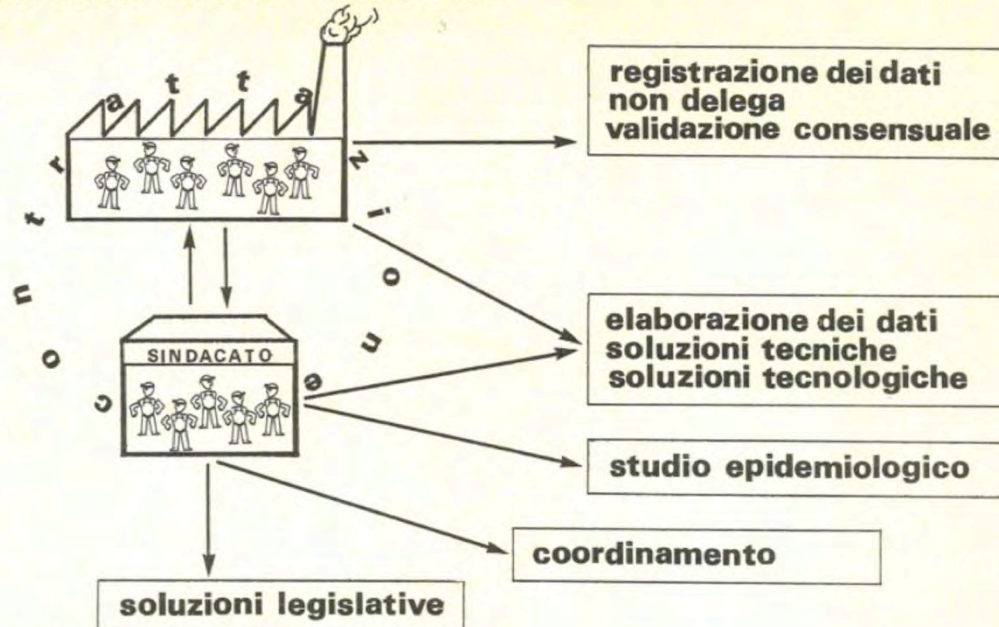 contrattazione
registrazione dei dati
non delega
validazione consensuale
SINDACATO
elaborazione dei dati
soluzioni tecniche
soluzioni tecnologiche
studio epidemiologico
coordinamento
soluzioni legislative